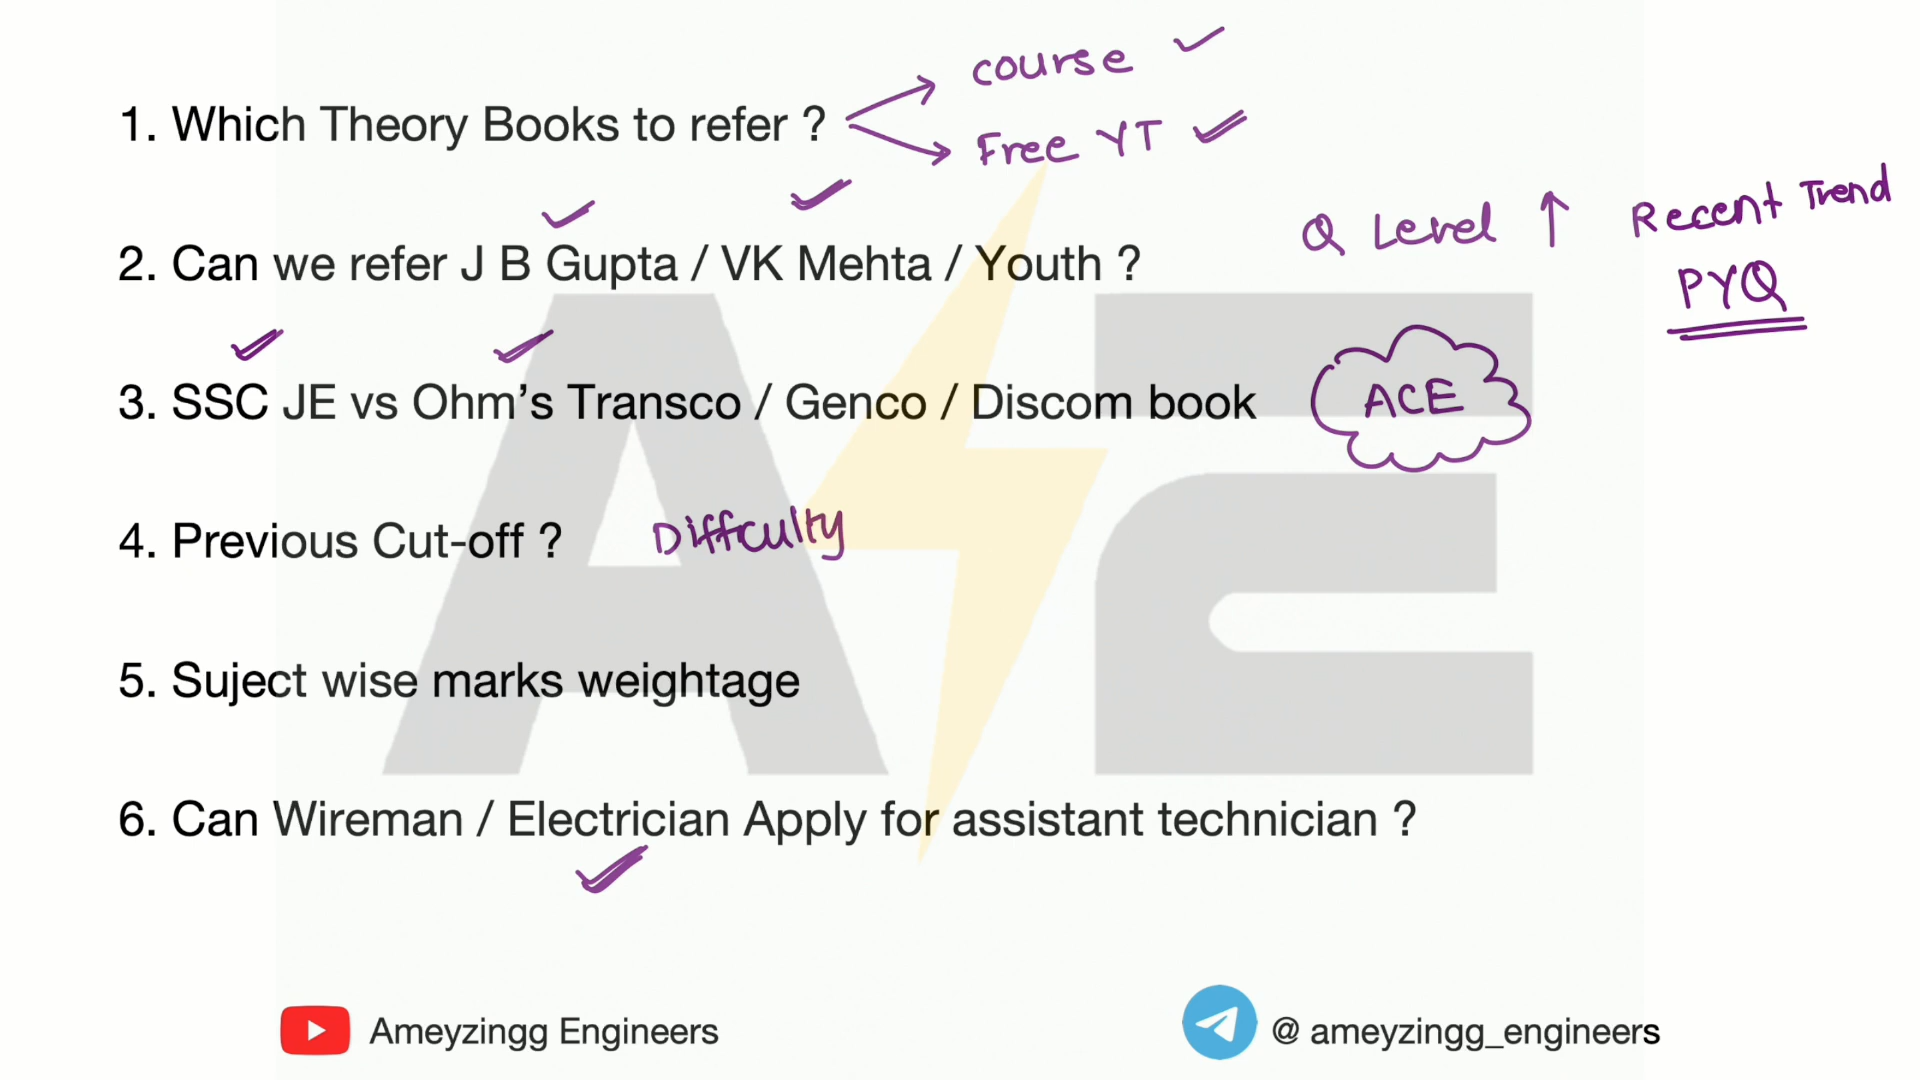 1. Which Theory Books to refer ? course
Free YT
2. Can we refer J B Gupta / VK Mehta / Youth ? Q Level ↑ Recent Trend
PYQ
3. SSC JE vs Ohm’s Transco / Genco / Discom book ACE
4. Previous Cut-off ? Diffculty
5. Suject wise marks weightage
6. Can Wireman / Electrician Apply for assistant technician ?
Ameyzingg Engineers @ ameyzingg_engineers
A E